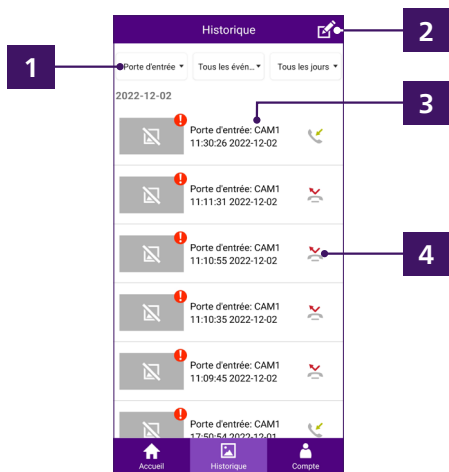 Historique
2
1
Porte d'entrée
Tous les évén...
Tous les jours
2022-12-02
3
Porte d'entrée: CAM1
11:30:26 2022-12-02
Porte d'entrée: CAM1
11:11:31 2022-12-02
4
Porte d'entrée: CAM1
11:10:55 2022-12-02
Porte d'entrée: CAM1
11:10:35 2022-12-02
Porte d'entrée: CAM1
11:09:45 2022-12-02
Porte d'entrée: CAM1
17:50:54 2022-12-01
Accueil
Historique
Compte